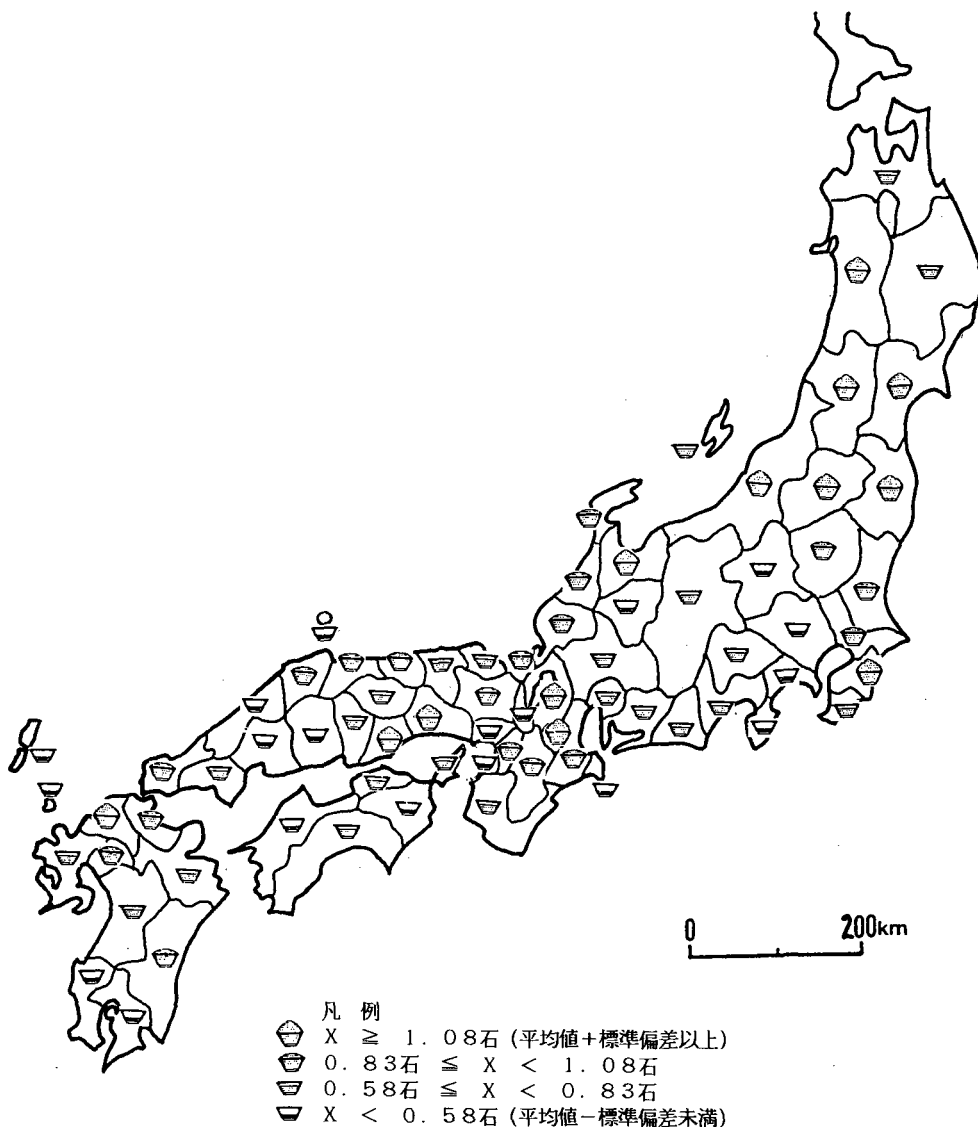 0 200km
凡 例
X ≧ 1.08石 (平均値+標準偏差以上)
0.83石 ≦ X < 1.08石
0.58石 ≦ X < 0.83石
X < 0.58石 (平均値-標準偏差未満)